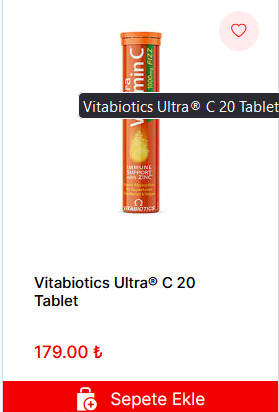 Vitamin C
1000mg FIZZ
Vitabiotics Ultra® C 20 Tablet
IMMUNE
SUPPORT
with ZINC
VITABIOTICS
Vitabiotics Ultra® C 20
Tablet
179.00 ₺
Sepete Ekle